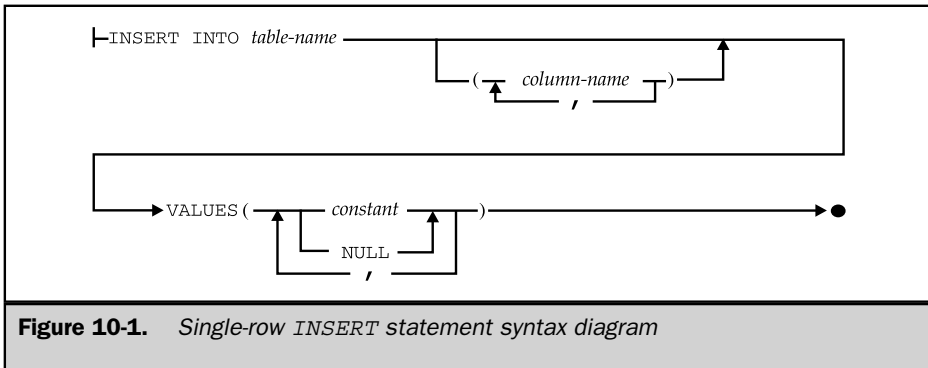 INSERT INTO table-name
( column-name )
,
VALUES( constant )
NULL
,
Figure 10-1. Single-row INSERT statement syntax diagram